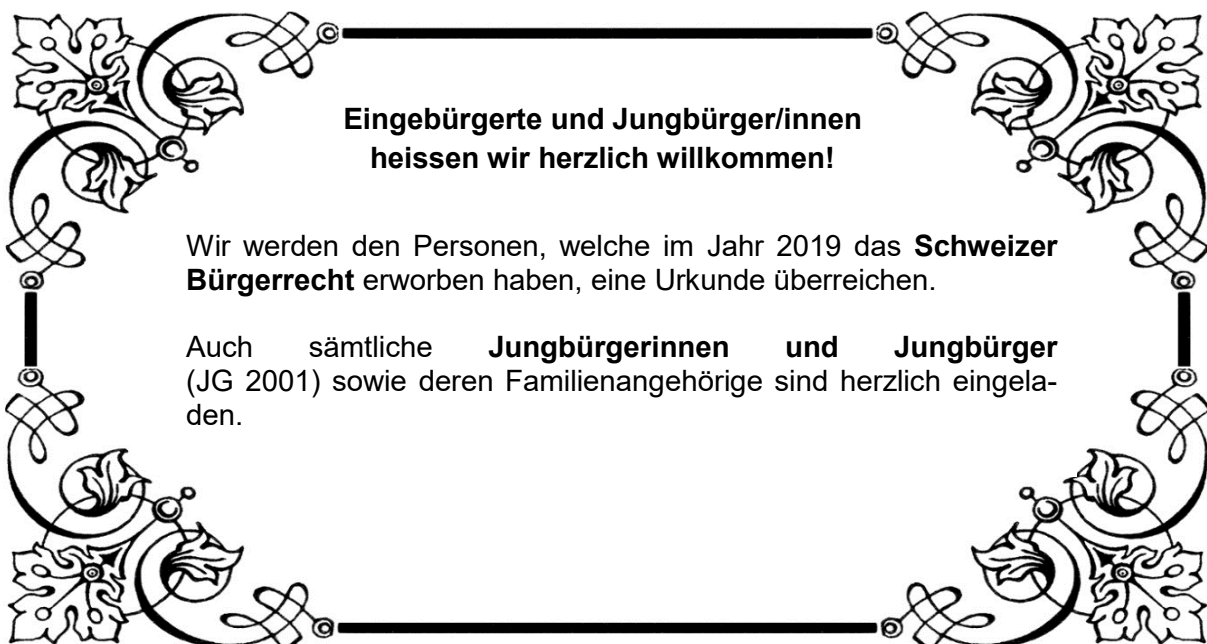 Eingebürgerte und Jungbürger/innen
heissen wir herzlich willkommen!
Wir werden den Personen, welche im Jahr 2019 das Schweizer
Bürgerrecht erworben haben, eine Urkunde überreichen.
Auch sämtliche Jungbürgerinnen und Jungbürger
(JG 2001) sowie deren Familienangehörige sind herzlich eingela-
den.